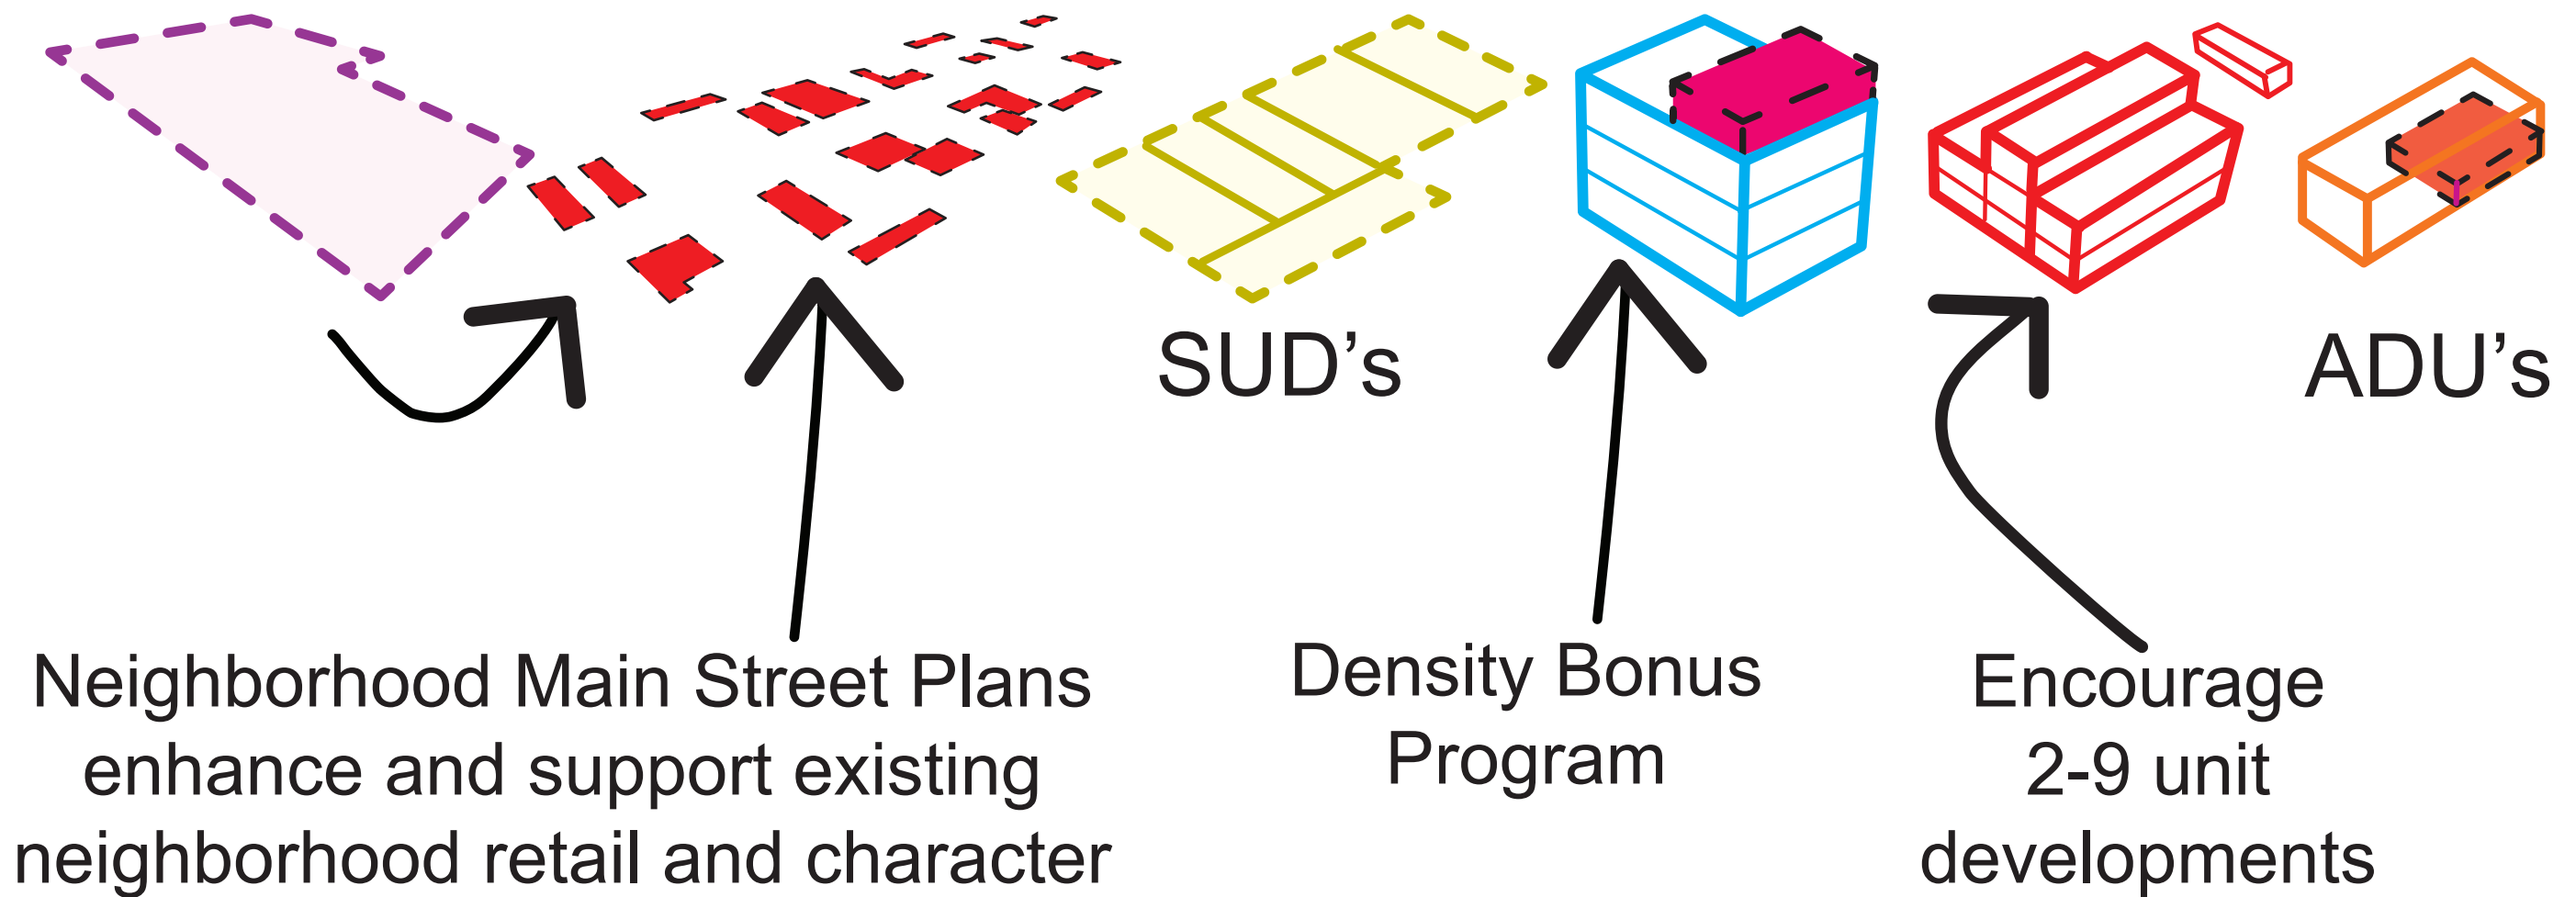 SUD’s
ADU’s
Neighborhood Main Street Plans
enhance and support existing
neighborhood retail and character
Density Bonus
Program
Encourage
2-9 unit
developments